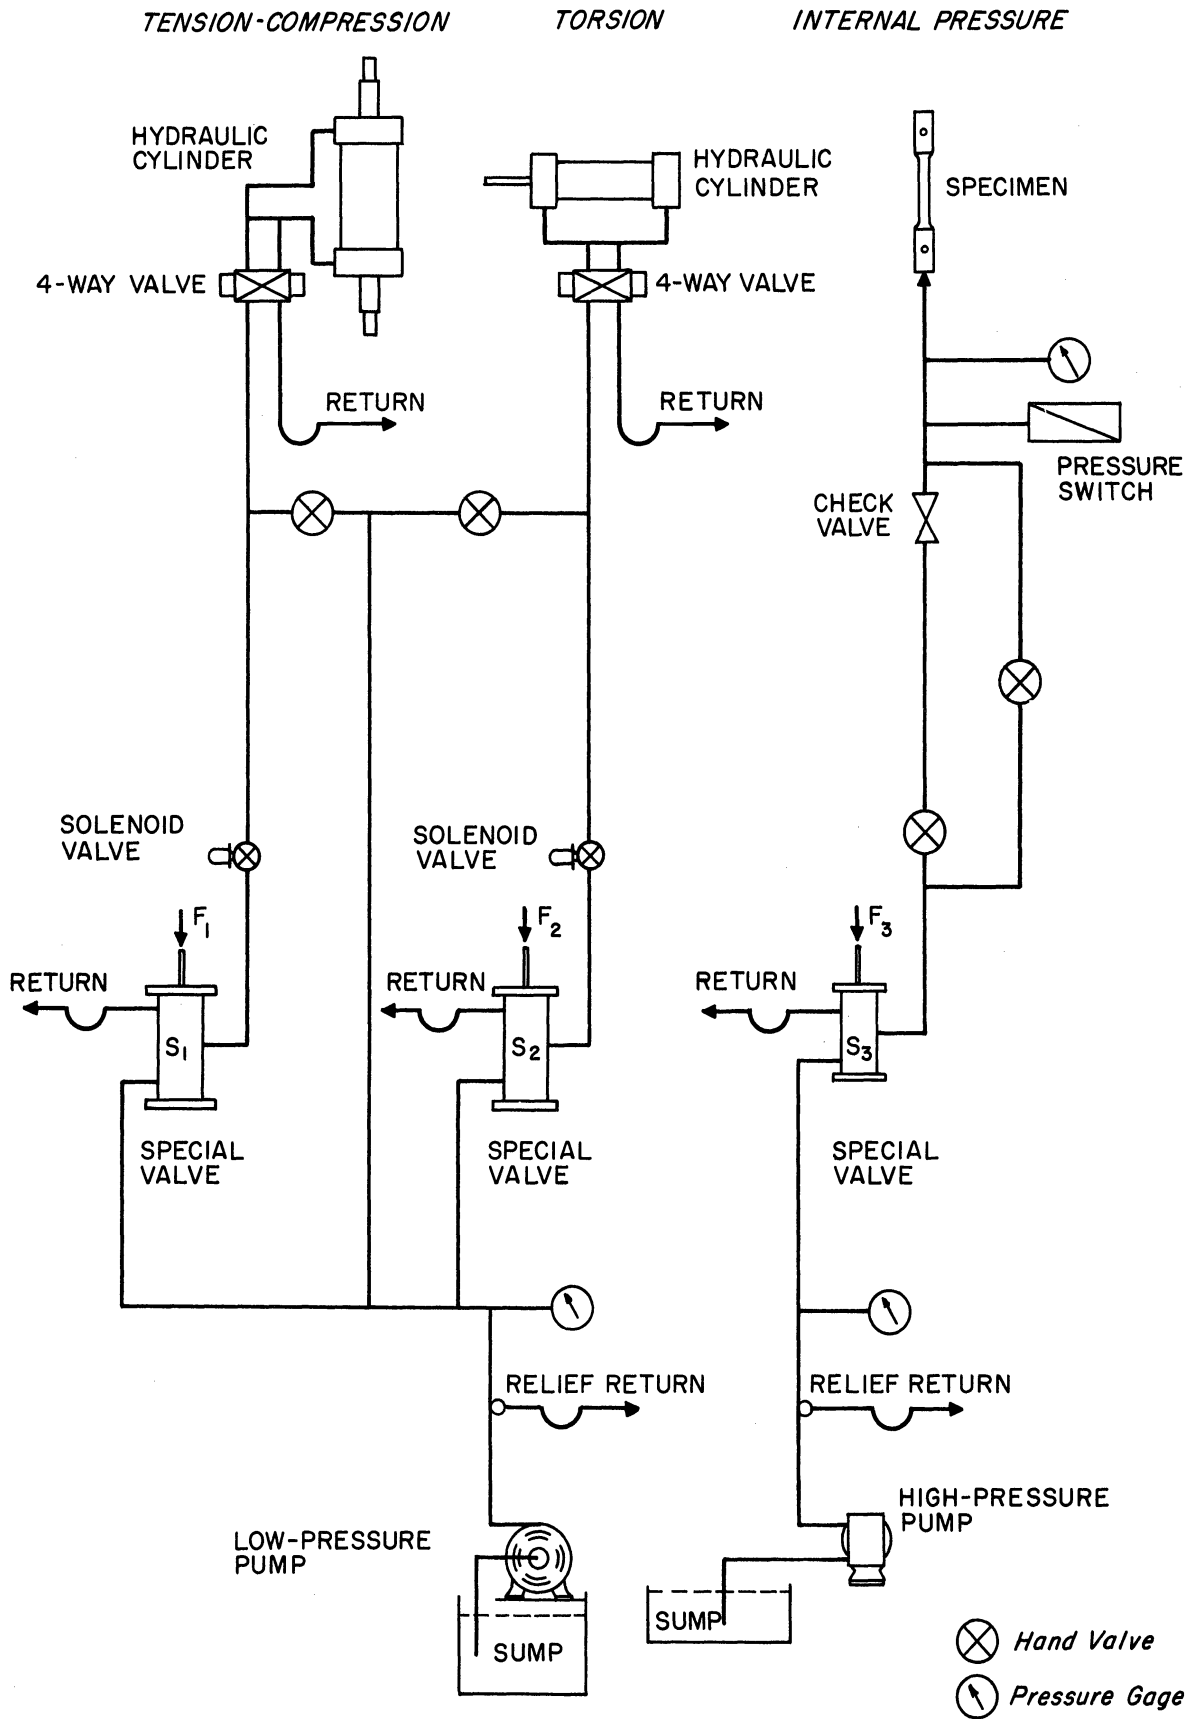 TENSION-COMPRESSION
TORSION
INTERNAL PRESSURE
HYDRAULIC
CYLINDER
HYDRAULIC
CYLINDER
SPECIMEN
4-WAY VALVE
4-WAY VALVE
RETURN
RETURN
PRESSURE
SWITCH
CHECK
VALVE
SOLENOID
VALVE
SOLENOID
VALVE
F1
F2
F3
RETURN
RETURN
RETURN
S1
S2
S3
SPECIAL
VALVE
SPECIAL
VALVE
SPECIAL
VALVE
RELIEF RETURN
RELIEF RETURN
LOW-PRESSURE
PUMP
HIGH-PRESSURE
PUMP
SUMP
SUMP
Hand Valve
Pressure Gage